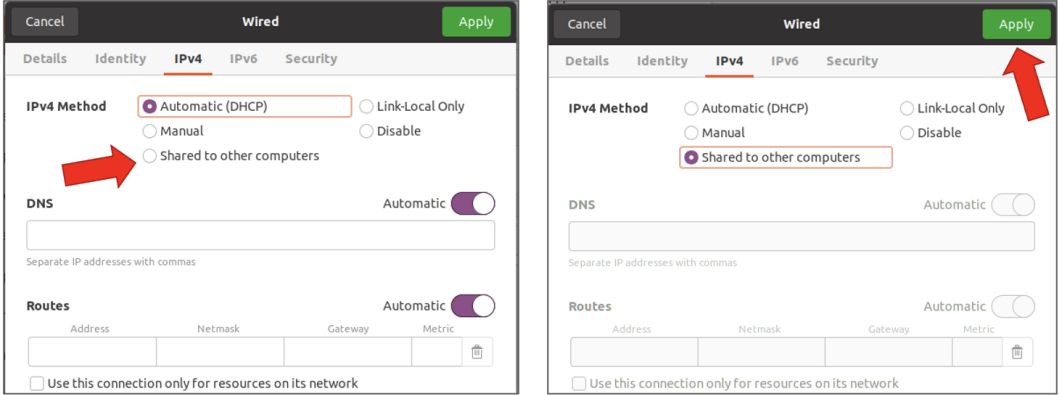 Cancel Wired Apply
Details Identity IPv4 IPv6 Security
IPv4 Method Automatic (DHCP) Link-Local Only
Manual Disable
Shared to other computers
DNS Automatic
Separate IP addresses with commas
Routes Automatic
Address Netmask Gateway Metric
Use this connection only for resources on its network
Cancel Wired Apply
Details Identity IPv4 IPv6 Security
IPv4 Method Automatic (DHCP) Link-Local Only
Manual Disable
Shared to other computers
DNS Automatic
Separate IP addresses with commas
Routes Automatic
Address Netmask Gateway Metric
Use this connection only for resources on its network